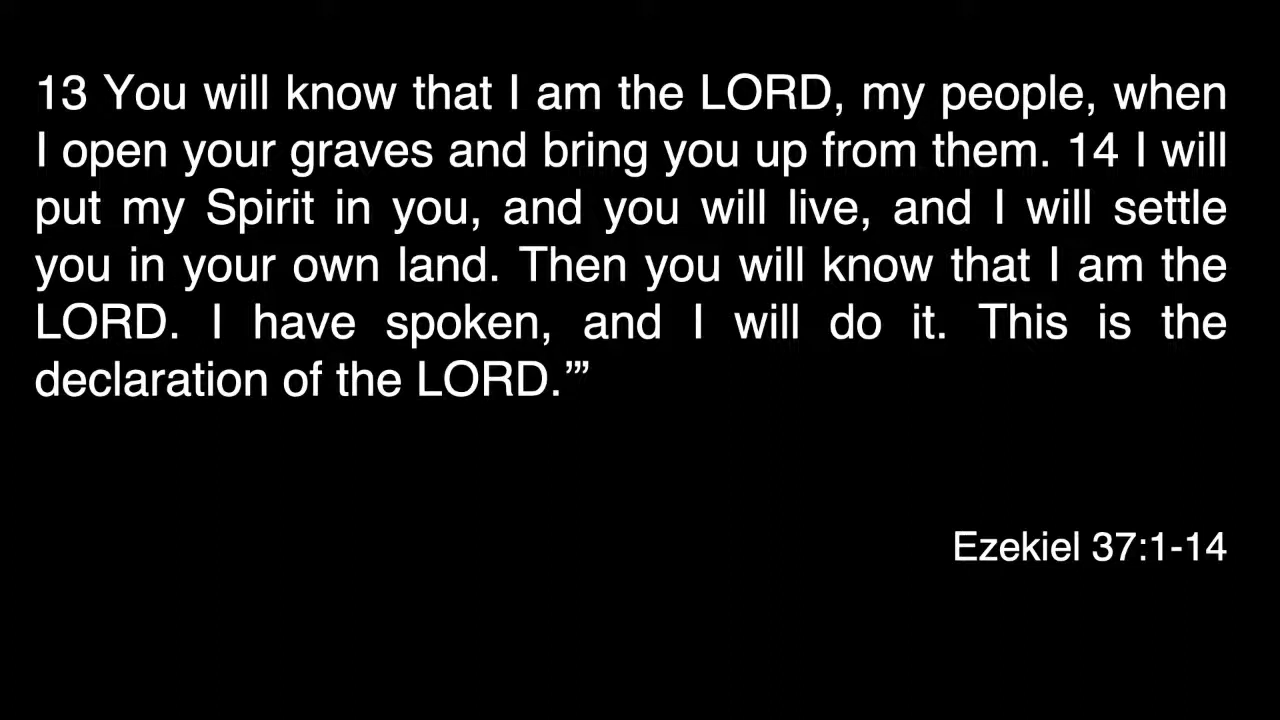 13 You will know that I am the LORD, my people, when
I open your graves and bring you up from them. 14 I will
put my Spirit in you, and you will live, and I will settle
you in your own land. Then you will know that I am the
LORD. I have spoken, and I will do it. This is the
declaration of the LORD.’”
Ezekiel 37:1-14